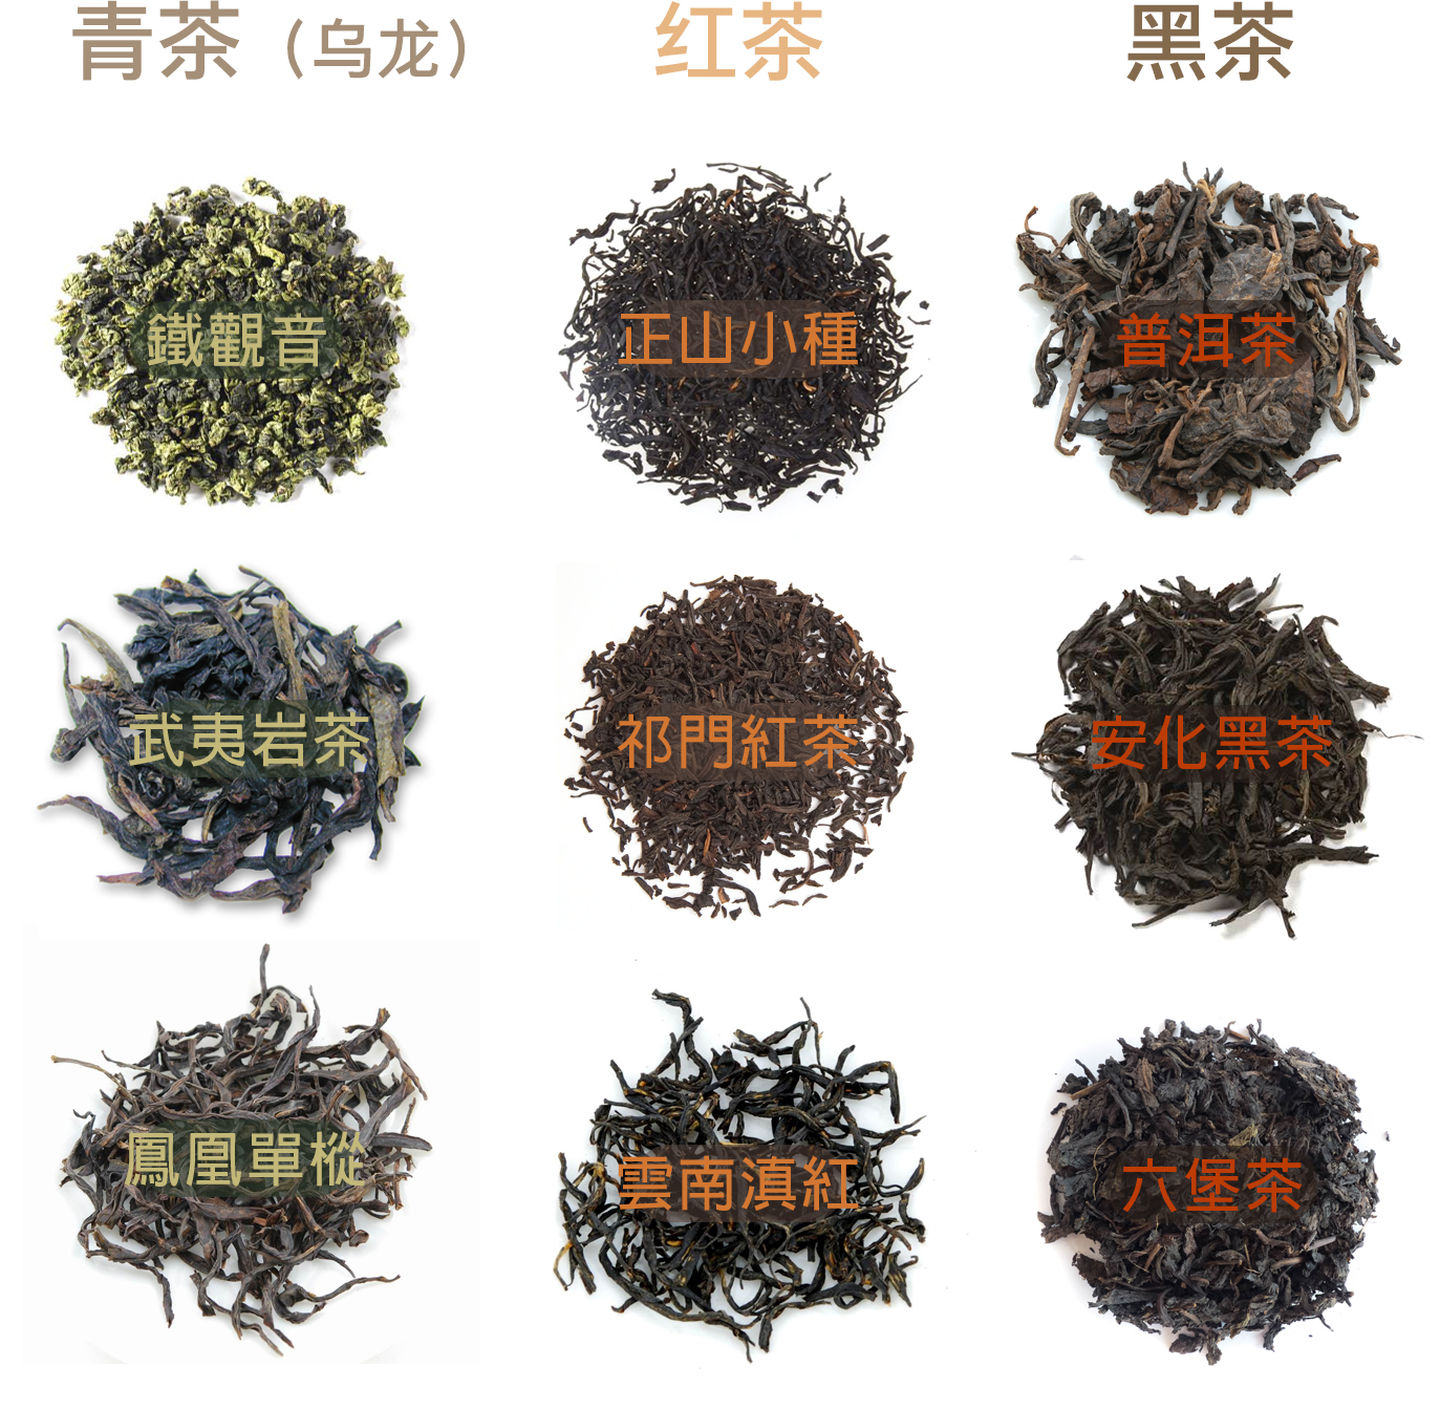 青茶（乌龙）
红茶
黑茶
鐵觀音
正山小種
普洱茶
武夷岩茶
祁門紅茶
安化黑茶
鳳凰單樅
雲南滇紅
六堡茶